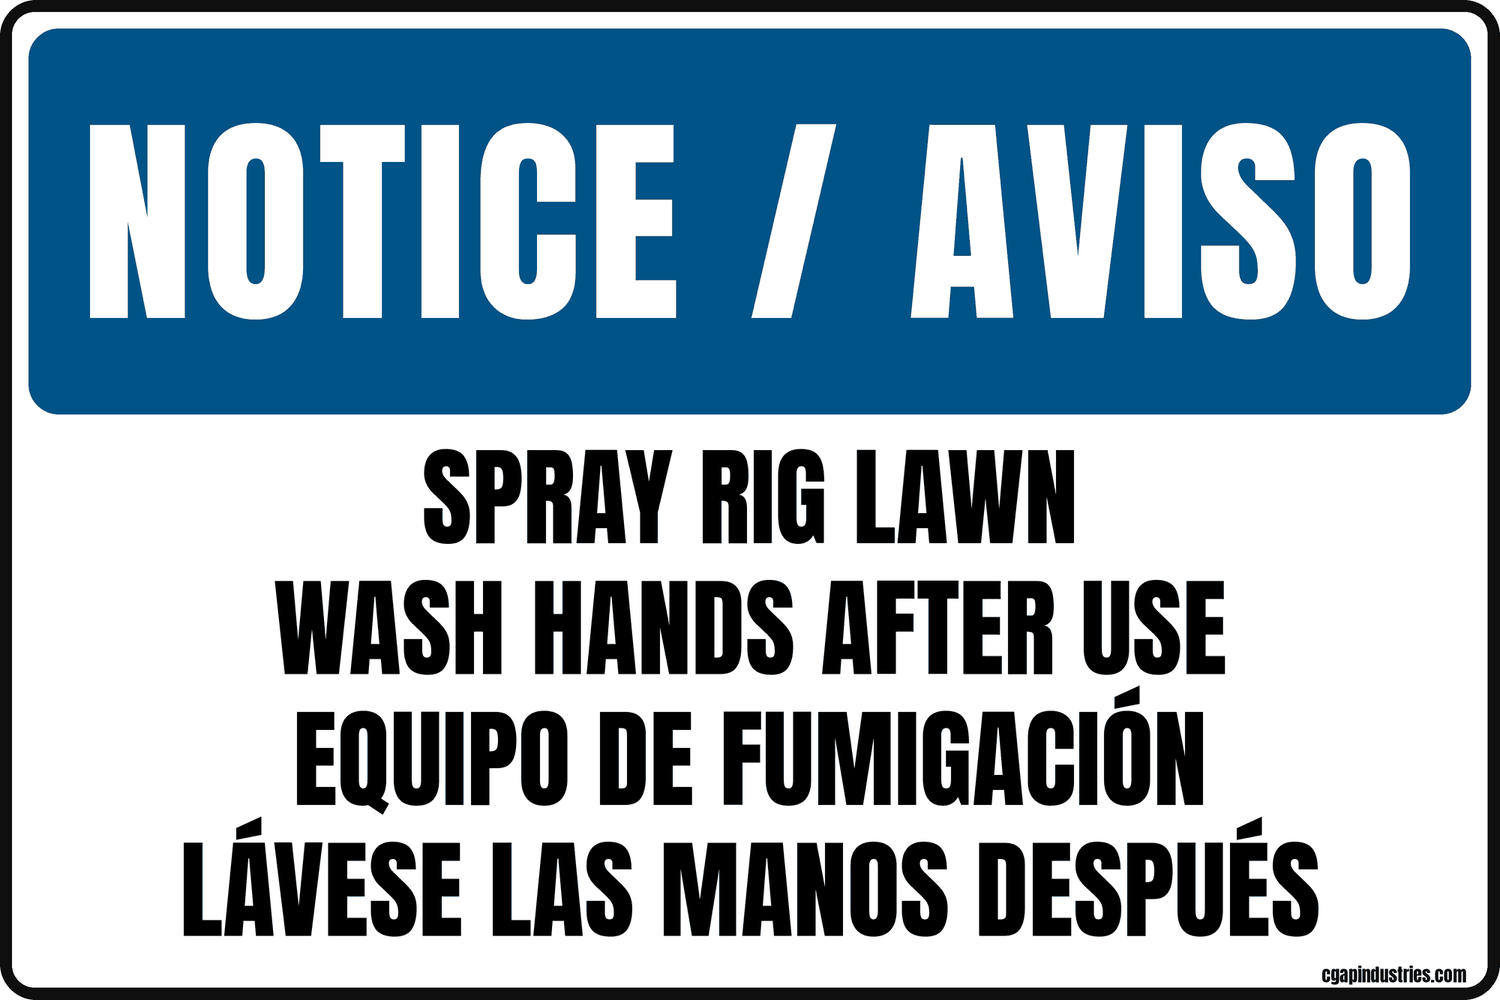 NOTICE / AVISO
SPRAY RIG LAWN
WASH HANDS AFTER USE
EQUIPO DE FUMIGACIÓN
LÁVESE LAS MANOS DESPUÉS
cgapindustries.com